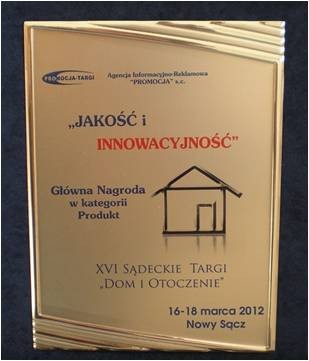 PROMOCJA-TARGI
Agencja Informacyjno-Reklamowa
"PROMOCJA" s.c.
„JAKOŚĆ i
INNOWACYJNOŚĆ"
Główna Nagroda
w kategorii
Produkt
XVI SĄDECKIE TARGI
„DOM I OTOCZENIE"
16-18 marca 2012
Nowy Sącz